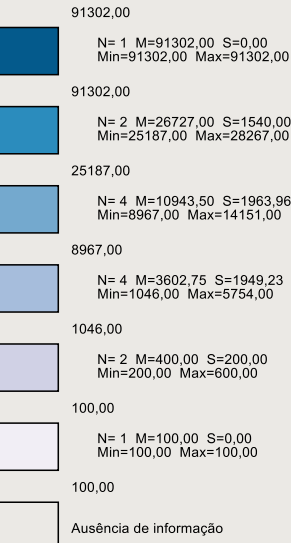 91302,00
N= 1 M=91302,00 S=0,00
Min=91302,00 Max=91302,00
91302,00
N= 2 M=26727,00 S=1540,00
Min=25187,00 Max=28267,00
25187,00
N= 4 M=10943,50 S=1963,96
Min=8967,00 Max=14151,00
8967,00
N= 4 M=3602,75 S=1949,23
Min=1046,00 Max=5754,00
1046,00
N= 2 M=400,00 S=200,00
Min=200,00 Max=600,00
100,00
N= 1 M=100,00 S=0,00
Min=100,00 Max=100,00
100,00
Ausência de informação